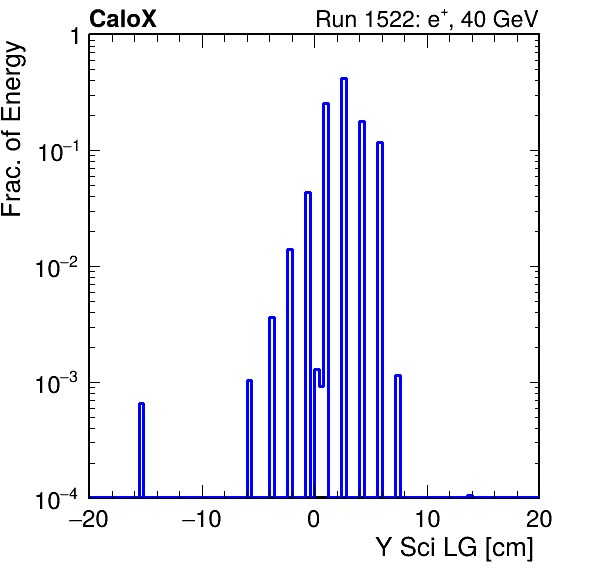 CaloX Run 1522: e⁺, 40 GeV
Frac. of Energy
1
10⁻¹
10⁻²
10⁻³
10⁻⁴
−20 −10 0 10 20
Y Sci LG [cm]